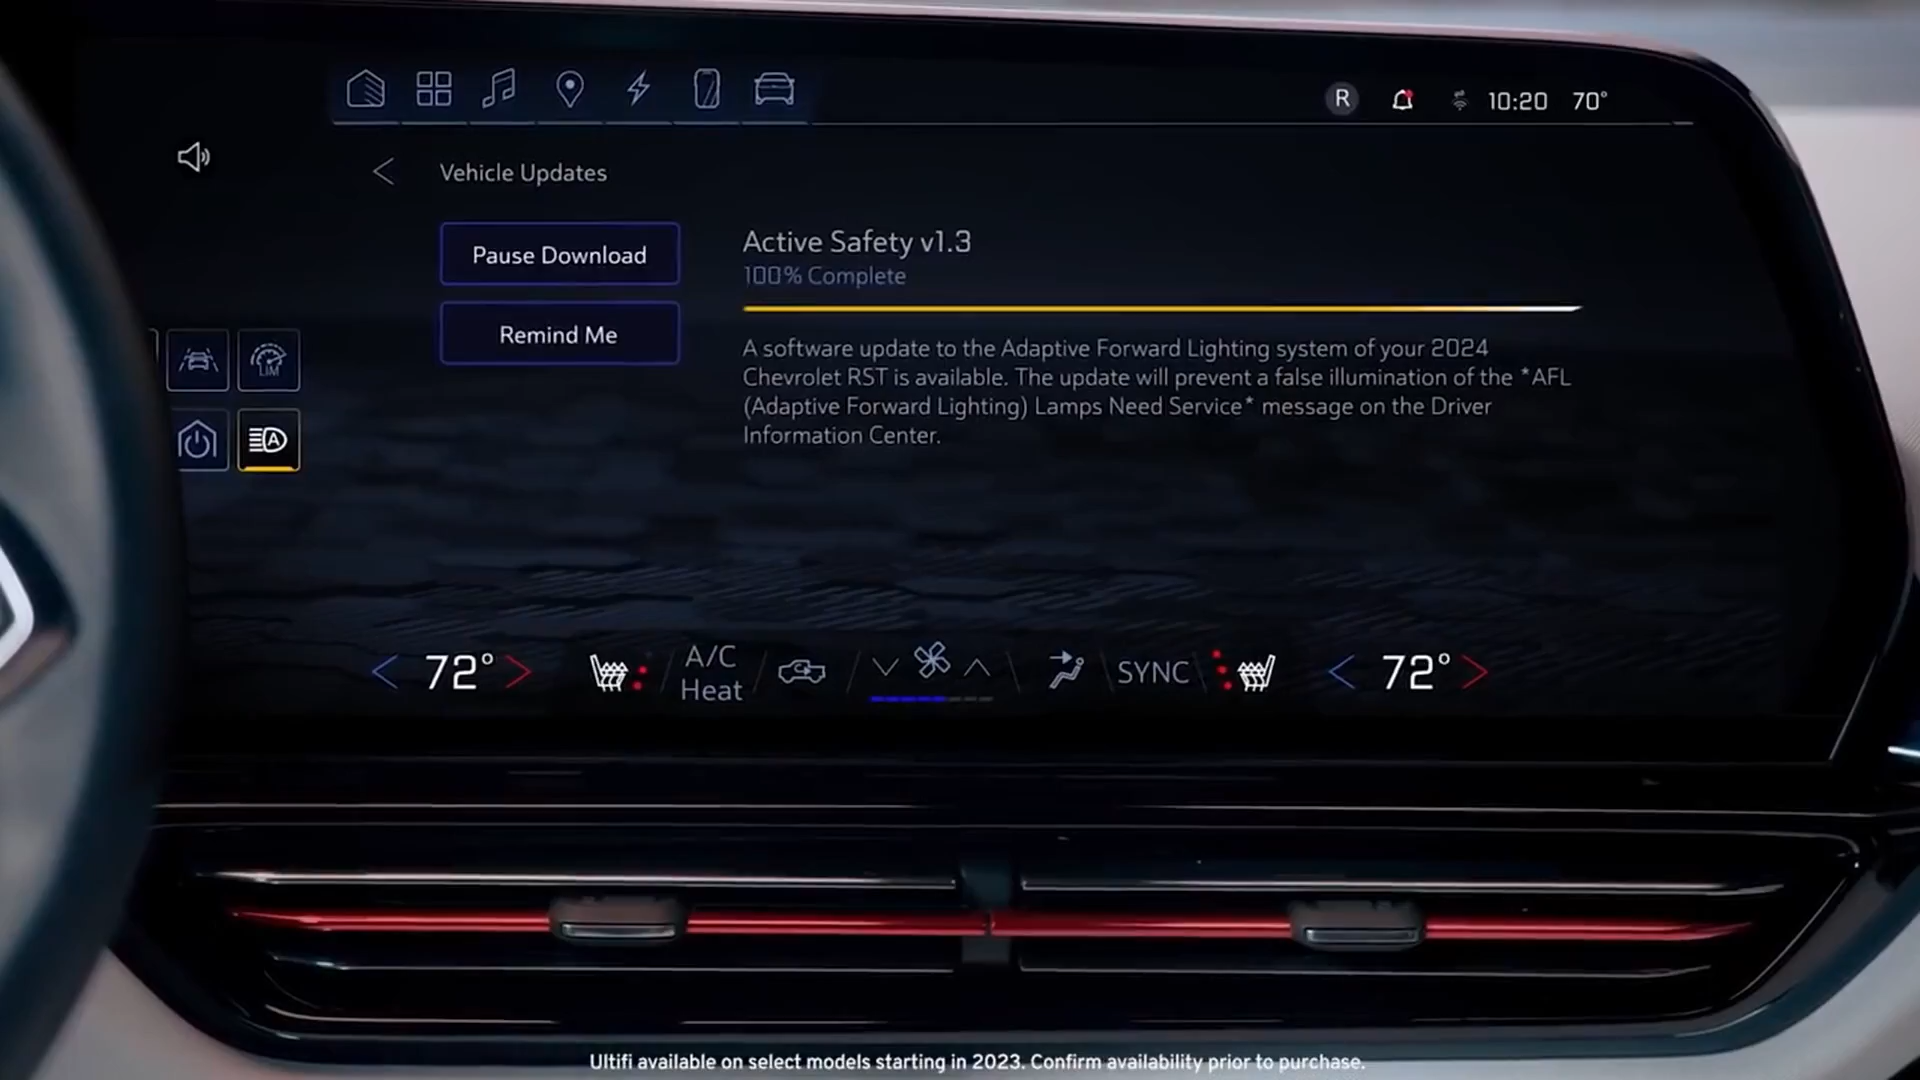 R
10:20 70°
Vehicle Updates
Pause Download
Remind Me
Active Safety v1.3
100% Complete
A software update to the Adaptive Forward Lighting system of your 2024
Chevrolet RST is available. The update will prevent a false illumination of the *AFL
(Adaptive Forward Lighting) Lamps Need Service* message on the Driver
Information Center.
LIM
A
72°
A/C
Heat
SYNC
72°
Ultifi available on select models starting in 2023. Confirm availability prior to purchase.